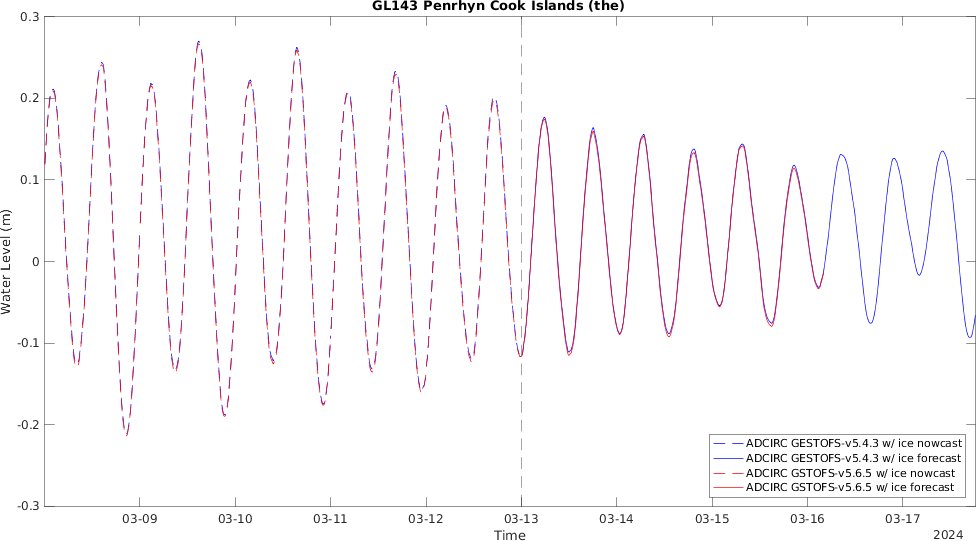 GL143 Penrhyn Cook Islands (the)
0.3
0.2
0.1
0
-0.1
-0.2
-0.3
Water Level (m)
03-09 03-10 03-11 03-12 03-13 03-14 03-15 03-16 03-17
Time
2024
ADCIRC GESTOFS-v5.4.3 w/ ice nowcast
ADCIRC GESTOFS-v5.4.3 w/ ice forecast
ADCIRC GSTOFS-v5.6.5 w/ ice nowcast
ADCIRC GSTOFS-v5.6.5 w/ ice forecast